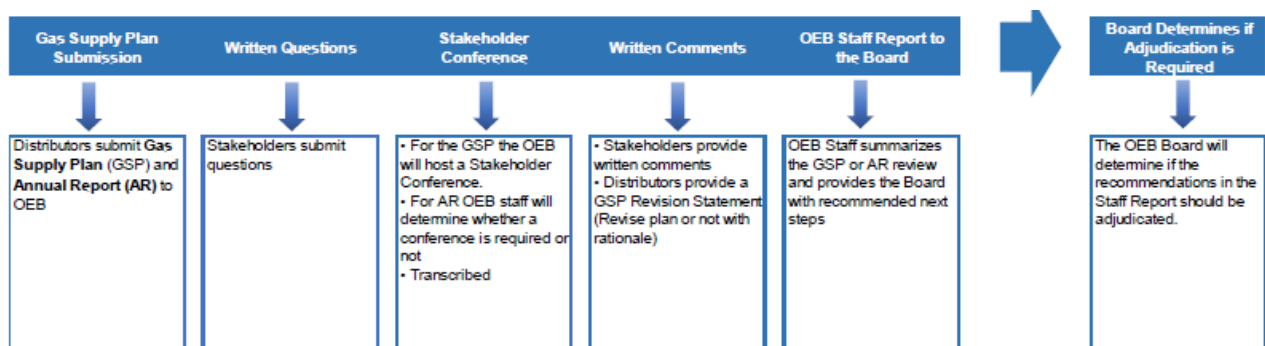 Gas Supply Plan
Submission
Written Questions
Stakeholder
Conference
Written Comments
OEB Staff Report to
the Board
Board Determines if
Adjudication is
Required
Distributors submit Gas
Supply Plan (GSP) and
Annual Report (AR) to
OEB
Stakeholders submit
questions
• For the GSP the OEB
will host a Stakeholder
Conference.
• For AR OEB staff will
determine whether a
conference is required or
not
• Transcribed
• Stakeholders provide
written comments
• Distributors provide a
GSP Revision Statement
(Revise plan or not with
rationale)
OEB Staff summarizes
the GSP or AR review
and provides the Board
with recommended next
steps
The OEB Board will
determine if the
recommendations in the
Staff Report should be
adjudicated.